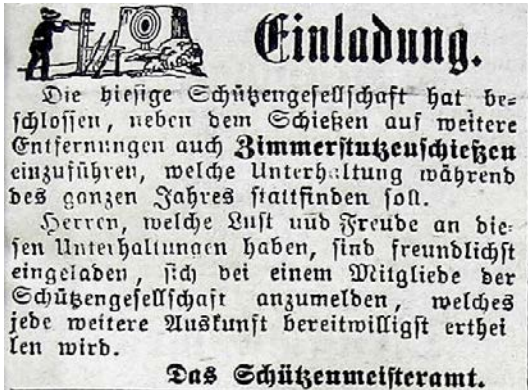 Einladung.
Die hiesige Schützengesellschaft hat be-
schlossen, neben dem Schießen auf weitere
Entfernungen auch Zimmerstutzenschießen
einzuführen, welche Unterhaltung während
des ganzen Jahres stattfinden soll.
Herren, welche Lust und Freude an die-
sen Unterhaltungen haben, sind freundlichst
eingeladen, sich bei einem Mitgliede der
Schützengesellschaft anzumelden, welches
jede weitere Auskunft bereitwilligst erthei
len wird.
Das Schützenmeisteramt.